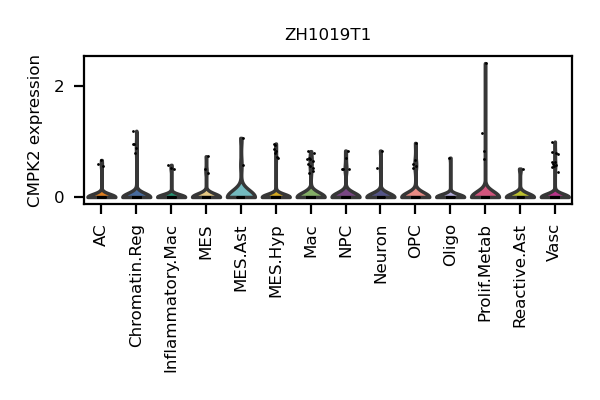 ZH1019T1
CMPK2 expression
2
0
AC
Chromatin.Reg
Inflammatory.Mac
MES
MES.Ast
MES.Hyp
Mac
NPC
Neuron
OPC
Oligo
Prolif.Metab
Reactive.Ast
Vasc